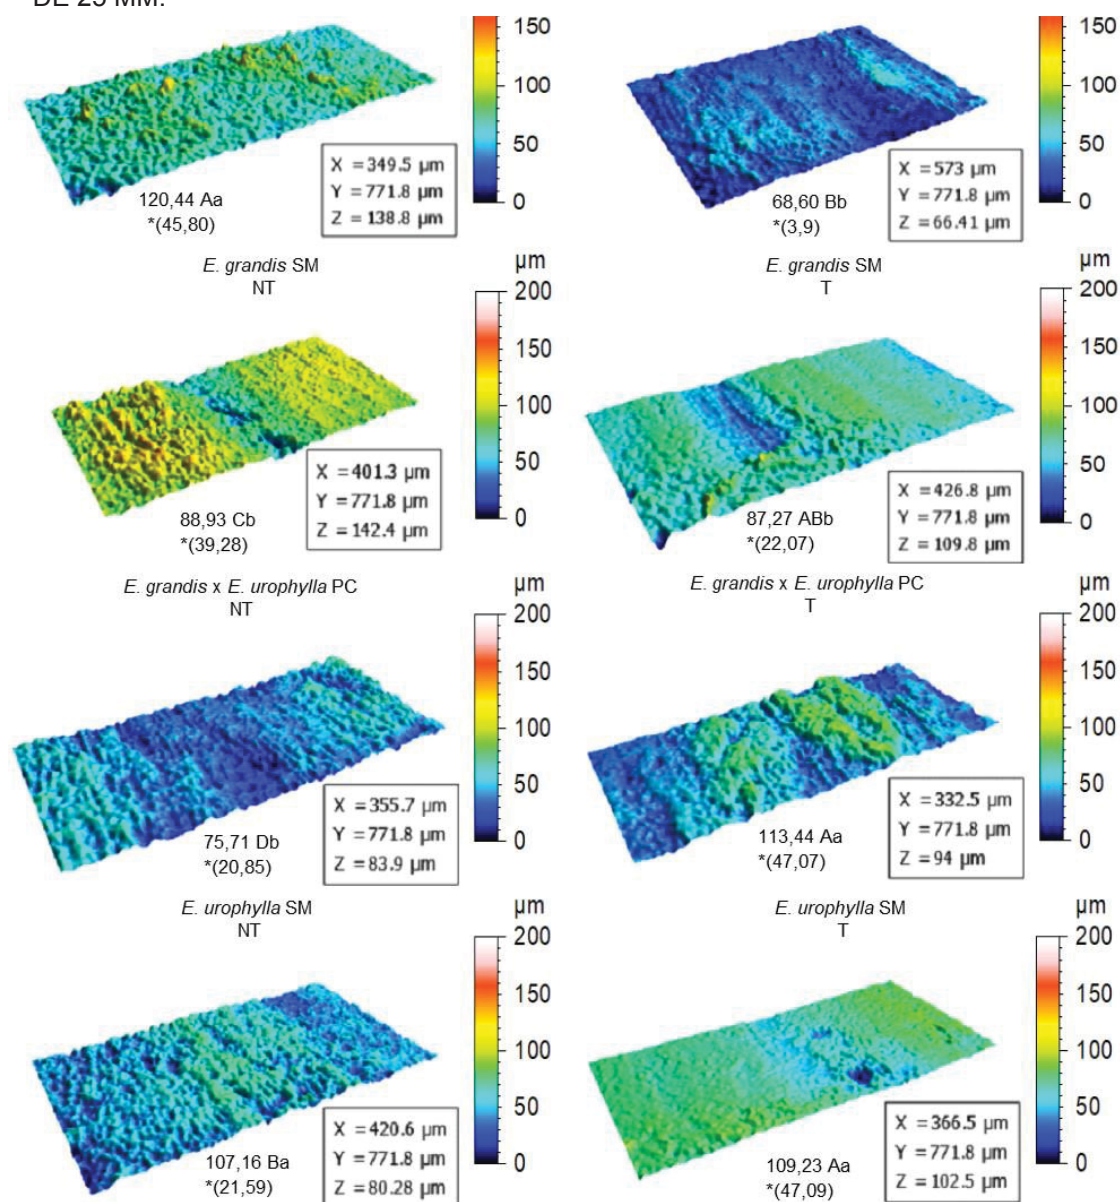 DE 25 MM.
150
100
50
0
X = 349.5 µm
Y = 771.8 µm
Z = 138.8 µm
120,44 Aa
*(45,80)
150
100
50
0
X = 573 µm
Y = 771.8 µm
Z = 66.41 µm
68,60 Bb
*(3,9)
E. grandis SM
NT
E. grandis SM
T
µm
200
150
100
50
0
X = 401.3 µm
Y = 771.8 µm
Z = 142.4 µm
88,93 Cb
*(39,28)
µm
200
150
100
50
0
X = 426.8 µm
Y = 771.8 µm
Z = 109.8 µm
87,27 ABb
*(22,07)
E. grandis x E. urophylla PC
NT
E. grandis x E. urophylla PC
T
µm
200
150
100
50
0
X = 355.7 µm
Y = 771.8 µm
Z = 83.9 µm
75,71 Db
*(20,85)
µm
200
150
100
50
0
X = 332.5 µm
Y = 771.8 µm
Z = 94 µm
113,44 Aa
*(47,07)
E. urophylla SM
NT
E. urophylla SM
T
µm
200
150
100
50
0
X = 420.6 µm
Y = 771.8 µm
Z = 80.28 µm
107,16 Ba
*(21,59)
µm
200
150
100
50
0
X = 366.5 µm
Y = 771.8 µm
Z = 102.5 µm
109,23 Aa
*(47,09)